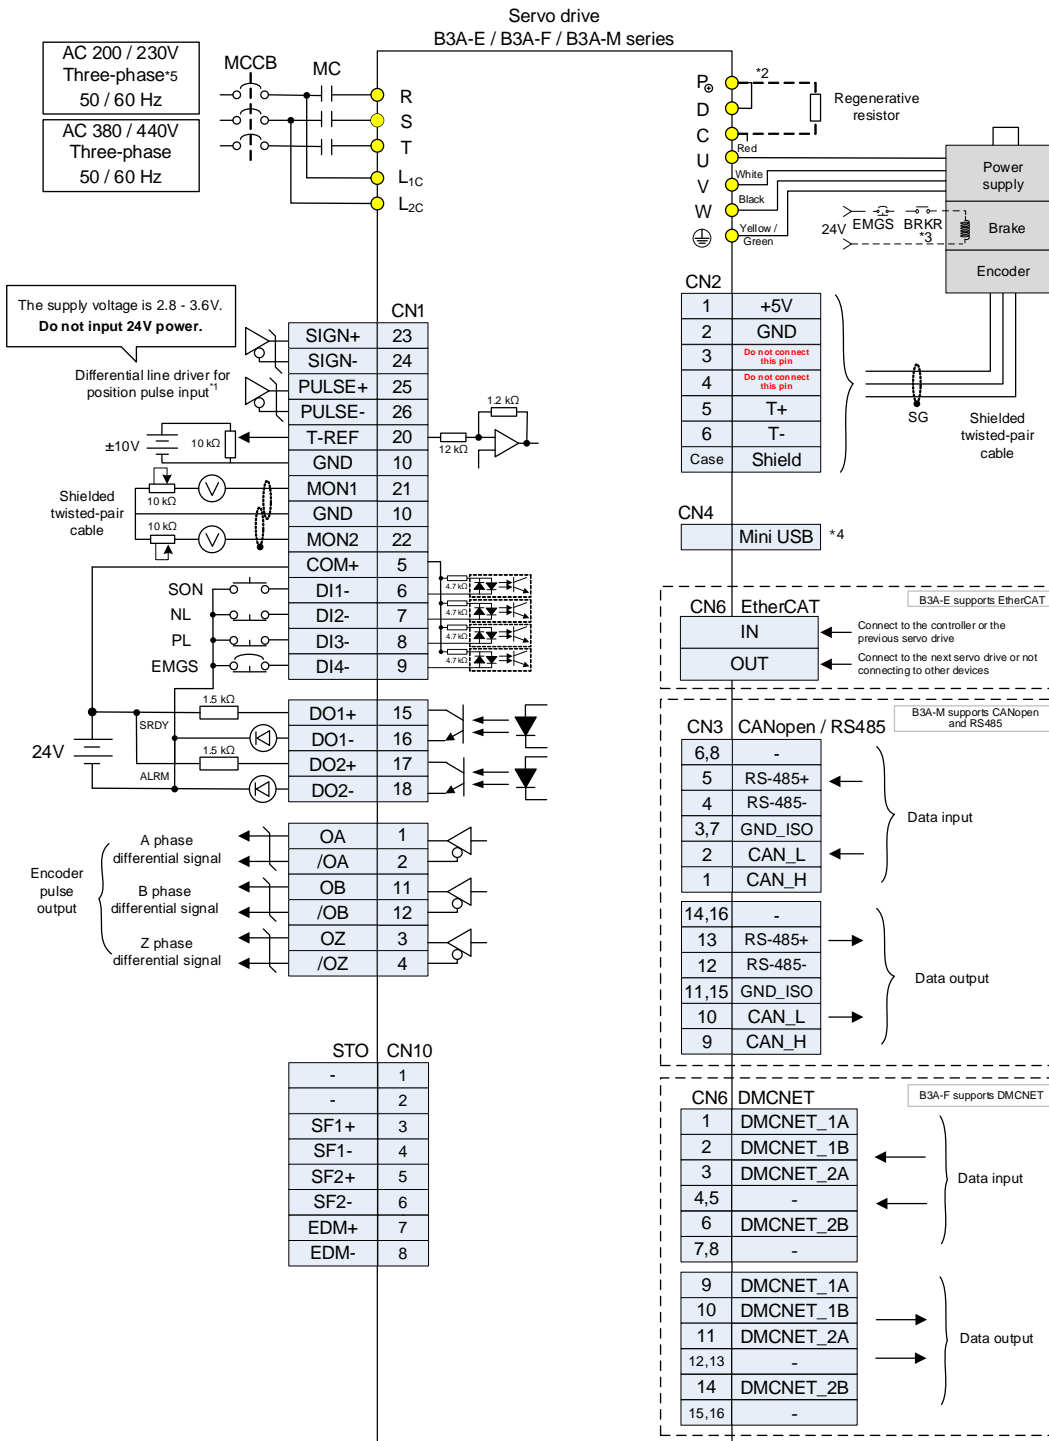 Servo drive
B3A-E / B3A-F / B3A-M series
AC 200 / 230V
Three-phase*5
50 / 60 Hz
AC 380 / 440V
Three-phase
50 / 60 Hz
MCCB
MC
R
S
T
L1C
L2C
P⊕
D
C
U
V
W
*2
Regenerative
resistor
Red
White
Black
Yellow /
Green
Power
supply
24V
EMGS
BRKR
*3
Brake
Encoder
The supply voltage is 2.8 - 3.6V.
Do not input 24V power.
Differential line driver for
position pulse input*1
CN1
SIGN+ 23
SIGN- 24
PULSE+ 25
PULSE- 26
T-REF 20
GND 10
MON1 21
GND 10
MON2 22
COM+ 5
DI1- 6
DI2- 7
DI3- 8
DI4- 9
±10V
10 kΩ
1.2 kΩ
12 kΩ
Shielded
twisted-pair
cable
10 kΩ
V
10 kΩ
V
SON
NL
PL
EMGS
4.7 kΩ
4.7 kΩ
4.7 kΩ
4.7 kΩ
24V
1.5 kΩ
SRDY
1.5 kΩ
ALRM
DO1+ 15
DO1- 16
DO2+ 17
DO2- 18
Encoder
pulse
output
A phase
differential signal
B phase
differential signal
Z phase
differential signal
OA 1
/OA 2
OB 11
/OB 12
OZ 3
/OZ 4
STO CN10
- 1
- 2
SF1+ 3
SF1- 4
SF2+ 5
SF2- 6
EDM+ 7
EDM- 8
CN2
1 +5V
2 GND
3 Do not connect
this pin
4 Do not connect
this pin
5 T+
6 T-
Case Shield
SG
Shielded
twisted-pair
cable
CN4
Mini USB
*4
CN6 EtherCAT
B3A-E supports EtherCAT
IN
OUT
Connect to the controller or the
previous servo drive
Connect to the next servo drive or not
connecting to other devices
CN3 CANopen / RS485
B3A-M supports CANopen
and RS485
6,8 -
5 RS-485+
4 RS-485-
3,7 GND_ISO
2 CAN_L
1 CAN_H
Data input
14,16 -
13 RS-485+
12 RS-485-
11,15 GND_ISO
10 CAN_L
9 CAN_H
Data output
CN6 DMCNET
B3A-F supports DMCNET
1 DMCNET_1A
2 DMCNET_1B
3 DMCNET_2A
4,5 -
6 DMCNET_2B
7,8 -
Data input
9 DMCNET_1A
10 DMCNET_1B
11 DMCNET_2A
12,13 -
14 DMCNET_2B
15,16 -
Data output